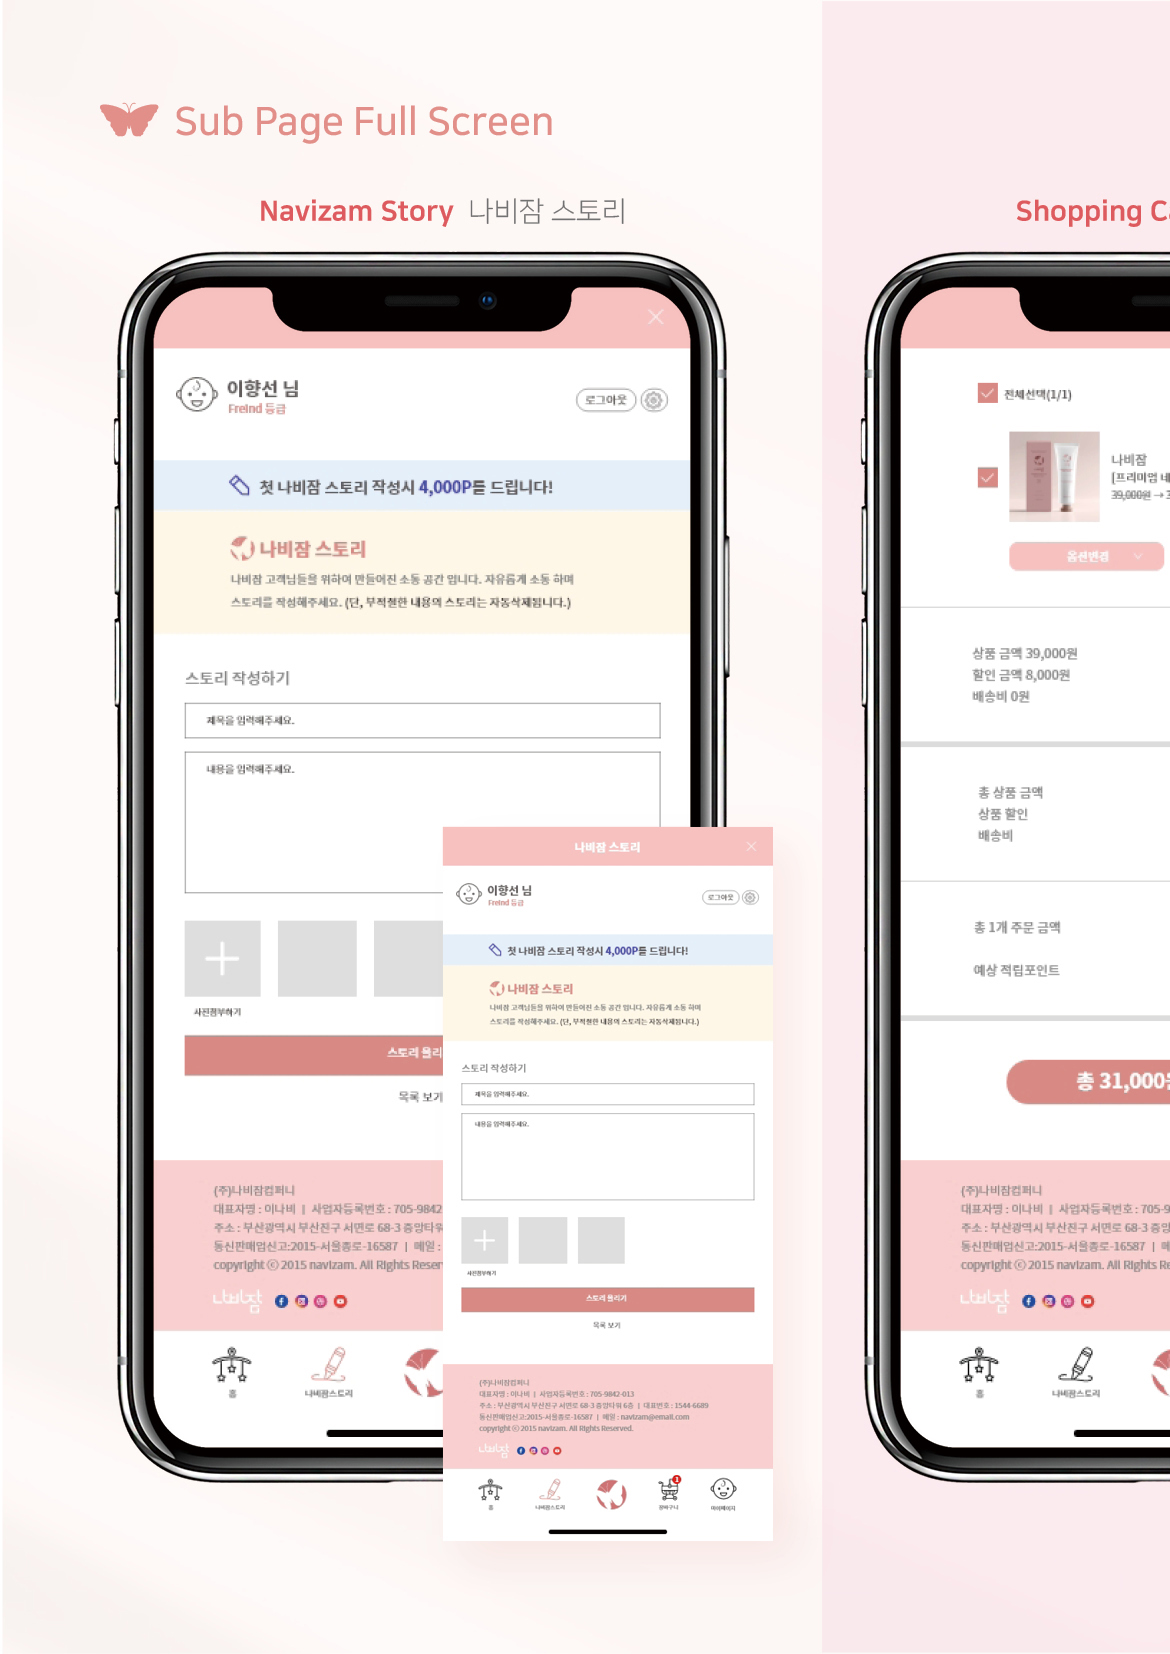 Sub Page Full Screen
Navizam Story 나비잠 스토리
이향선 님
Freind 등급
로그아웃
첫 나비잠 스토리 작성시 4,000P를 드립니다!
나비잠 스토리
나비잠 고객님들을 위하여 만들어진 소통 공간 입니다. 자유롭게 소통 하며
스토리를 작성해주세요. (단, 부적절한 내용의 스토리는 자동삭제됩니다.)
스토리 작성하기
제목을 입력해주세요.
내용을 입력해주세요.
사진첨부하기
스토리 올리
목록 보기
(주)나비잠컴퍼니
대표자명 : 이나비 | 사업자등록번호 : 705-9842
주소 : 부산광역시 부산진구 서면로 68-3 중앙타워
통신판매업신고:2015-서울종로-16587 | 메일 :
copyright ⓒ 2015 navizam. All Rights Reser
나비잠
홈
나비잠스토리
나비잠 스토리
이향선 님
Freind 등급
로그아웃
첫 나비잠 스토리 작성시 4,000P를 드립니다!
나비잠 스토리
나비잠 고객님들을 위하여 만들어진 소통 공간 입니다. 자유롭게 소통 하며
스토리를 작성해주세요. (단, 부적절한 내용의 스토리는 자동삭제됩니다.)
스토리 작성하기
제목을 입력해주세요.
내용을 입력해주세요.
사진첨부하기
스토리 올리기
목록 보기
(주)나비잠컴퍼니
대표자명 : 이나비 | 사업자등록번호 : 705-9842-013
주소 : 부산광역시 부산진구 서면로 68-3 중앙타워 6층 | 대표번호 : 1544-6689
통신판매업신고:2015-서울종로-16587 | 메일 : navizam@email.com
copyright ⓒ 2015 navizam. All Rights Reserved.
나비잠
홈
나비잠스토리
1
장바구니
마이페이지
Shopping Ca
전체선택(1/1)
나비잠
[프리미엄 네
39,000원 → 3
옵션변경
상품 금액 39,000원
할인 금액 8,000원
배송비 0원
총 상품 금액
상품 할인
배송비
총 1개 주문 금액
예상 적립포인트
총 31,000원
(주)나비잠컴퍼니
대표자명 : 이나비 | 사업자등록번호 : 705-9
주소 : 부산광역시 부산진구 서면로 68-3 중앙
통신판매업신고:2015-서울종로-16587 | 메
copyright ⓒ 2015 navizam. All Rights Re
나비잠
홈
나비잠스토리